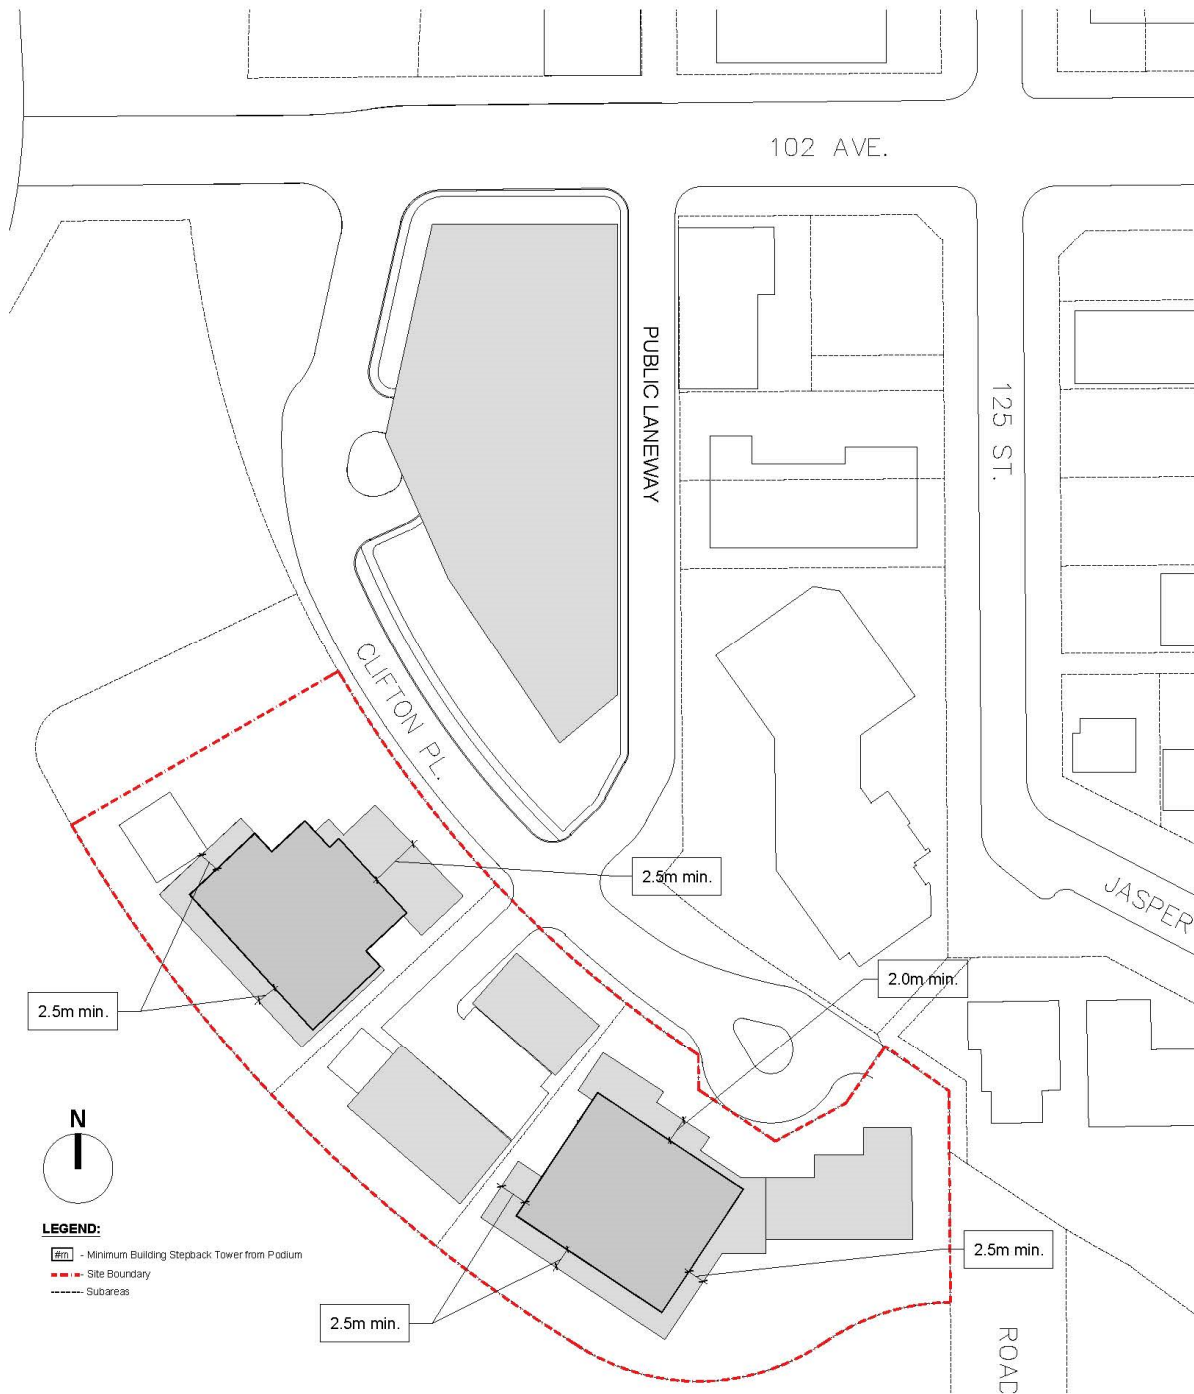 102 AVE.
PUBLIC LANEWAY
125 ST.
CLIFTON PL.
2.5m min.
JASPER
2.0m min.
2.5m min.
N
LEGEND:
#m - Minimum Building Stepback Tower from Podium
Site Boundary
Subareas
2.5m min.
2.5m min.
ROAD